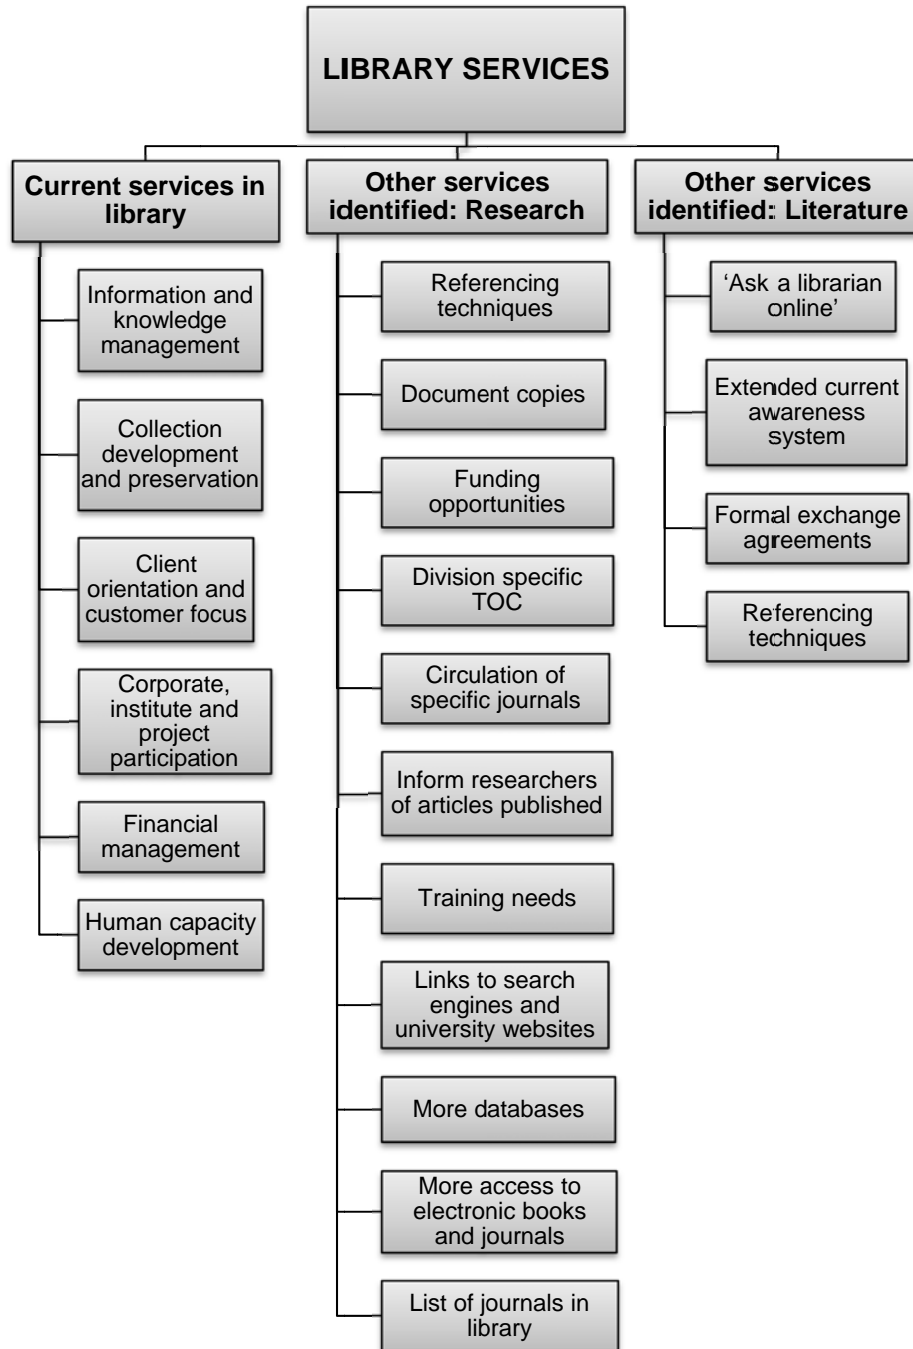 LIBRARY SERVICES
Current services in
library
Information and
knowledge
management
Collection
development
and preservation
Client
orientation and
customer focus
Corporate,
institute and
project
participation
Financial
management
Human capacity
development
Other services
identified: Research
Referencing
techniques
Document copies
Funding
opportunities
Division specific
TOC
Circulation of
specific journals
Inform researchers
of articles published
Training needs
Links to search
engines and
university websites
More databases
More access to
electronic books
and journals
List of journals in
library
Other services
identified: Literature
‘Ask a librarian
online’
Extended current
awareness
system
Formal exchange
agreements
Referencing
techniques